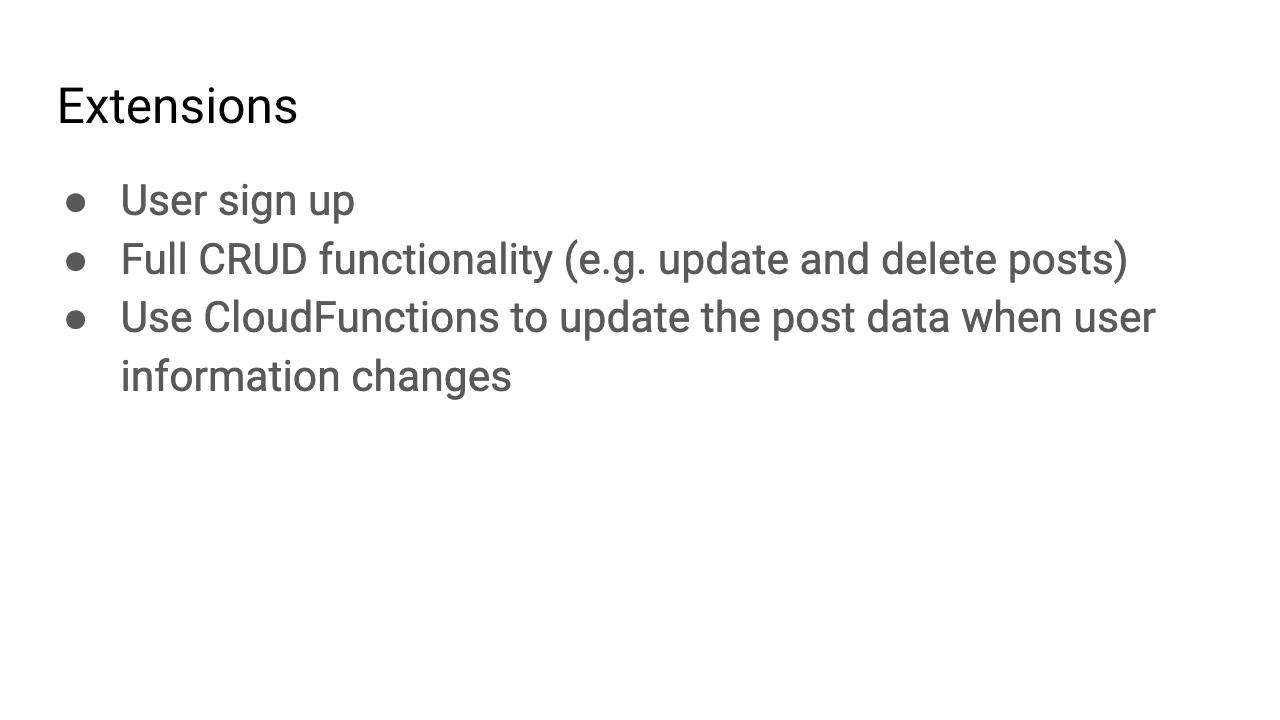 Extensions
● User sign up
● Full CRUD functionality (e.g. update and delete posts)
● Use CloudFunctions to update the post data when user
information changes